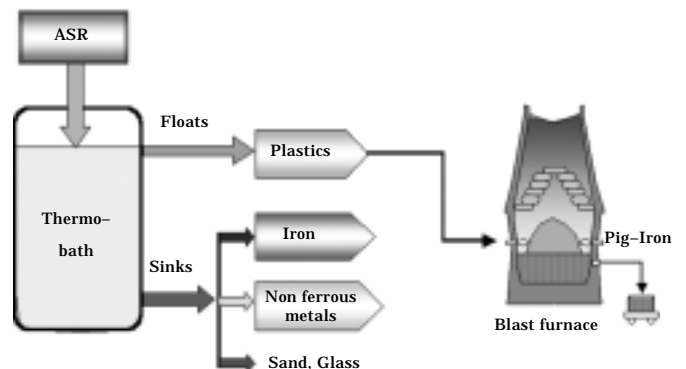 ASR
Floats
Plastics
Thermo–
bath
Iron
Pig–Iron
Sinks
Non ferrous
metals
Blast furnace
Sand, Glass